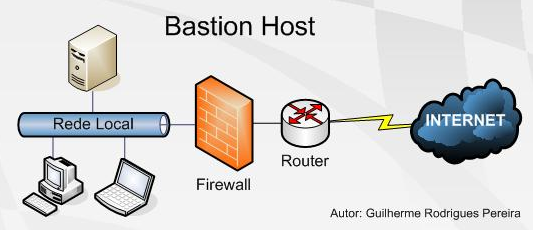 Bastion Host
Rede Local
INTERNET
Router
Firewall
Autor: Guilherme Rodrigues Pereira